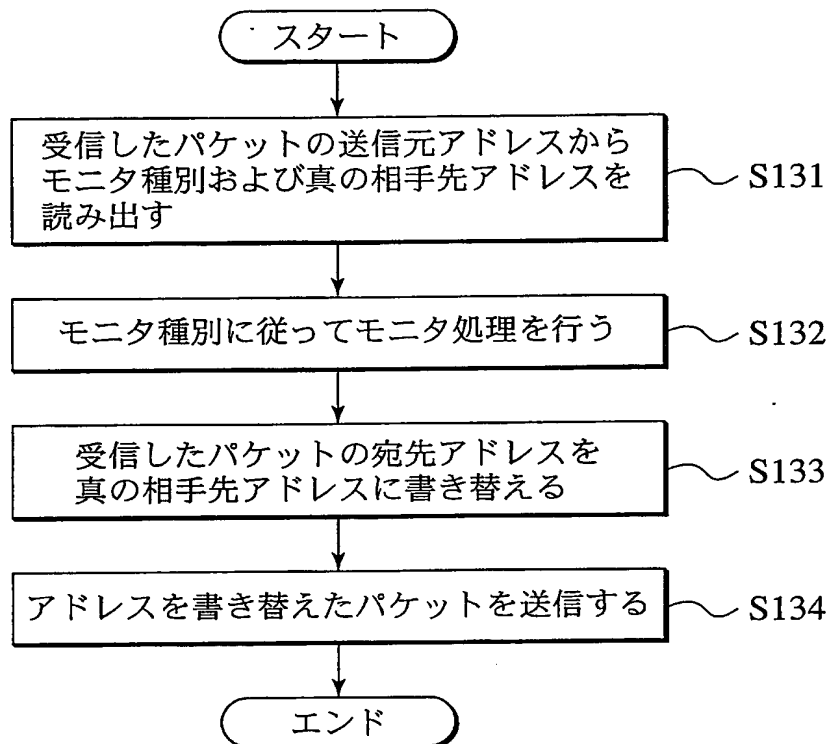 スタート
受信したパケットの送信元アドレスから
モニタ種別および真の相手先アドレスを
読み出す
S131
モニタ種別に従ってモニタ処理を行う
S132
受信したパケットの宛先アドレスを
真の相手先アドレスに書き替える
S133
アドレスを書き替えたパケットを送信する
S134
エンド